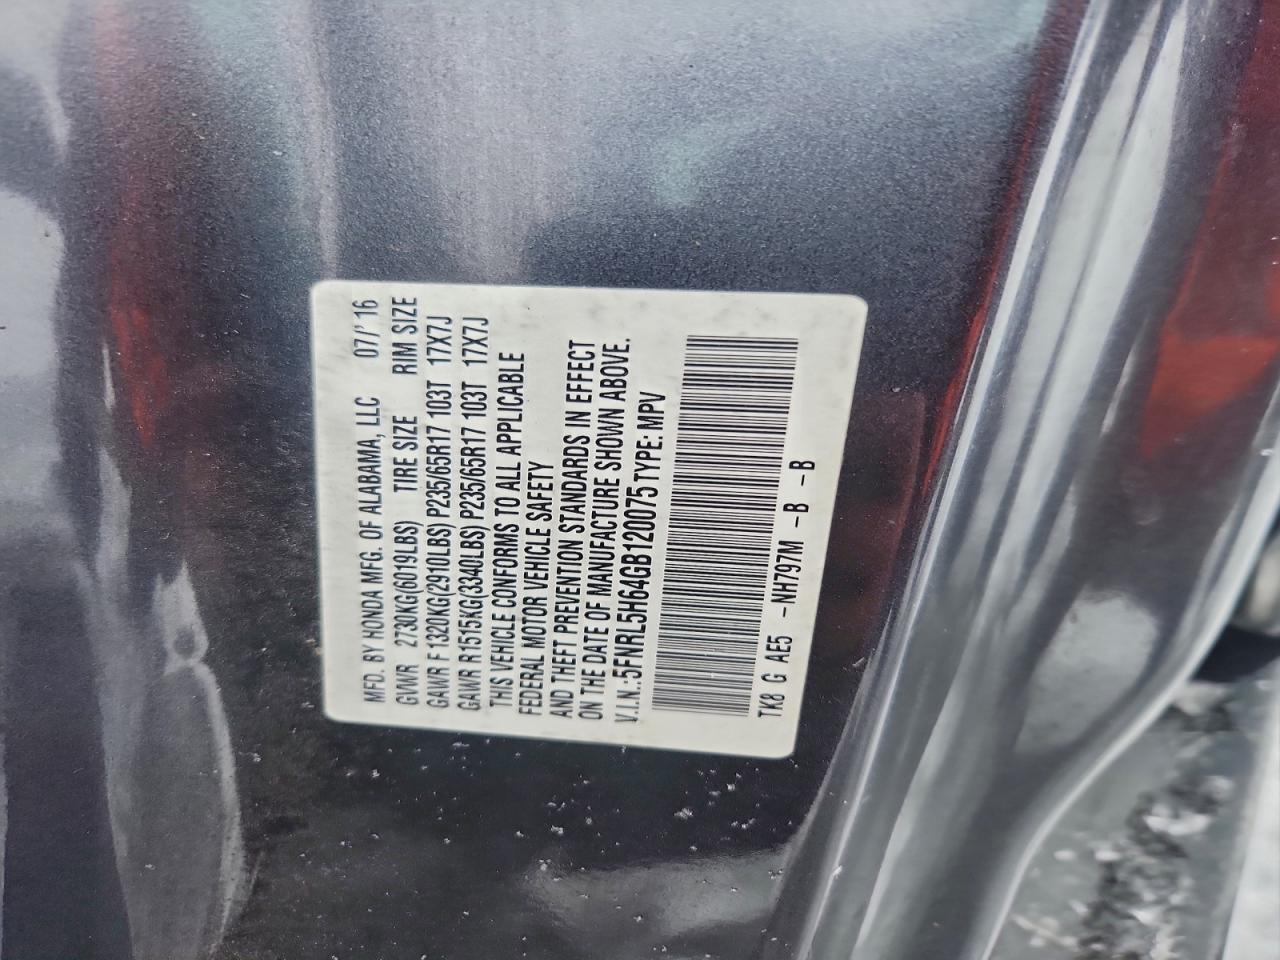 MFD. BY HONDA MFG. OF ALABAMA, LLC 07/' 16
GVWR 2730KG(6019LBS) TIRE SIZE RIM SIZE
GAWR F1320KG(2910LBS) P235/65R17 103T 17X7J
GAWR R1515KG(3340LBS) P235/65R17 103T 17X7J
THIS VEHICLE CONFORMS TO ALL APPLICABLE
FEDERAL MOTOR VEHICLE SAFETY
AND THEFT PREVENTION STANDARDS IN EFFECT
ON THE DATE OF MANUFACTURE SHOWN ABOVE.
V.I.N.:5FNRL5H64GB120075 TYPE: MPV
TK8 G AE5 -NH797M -B -B